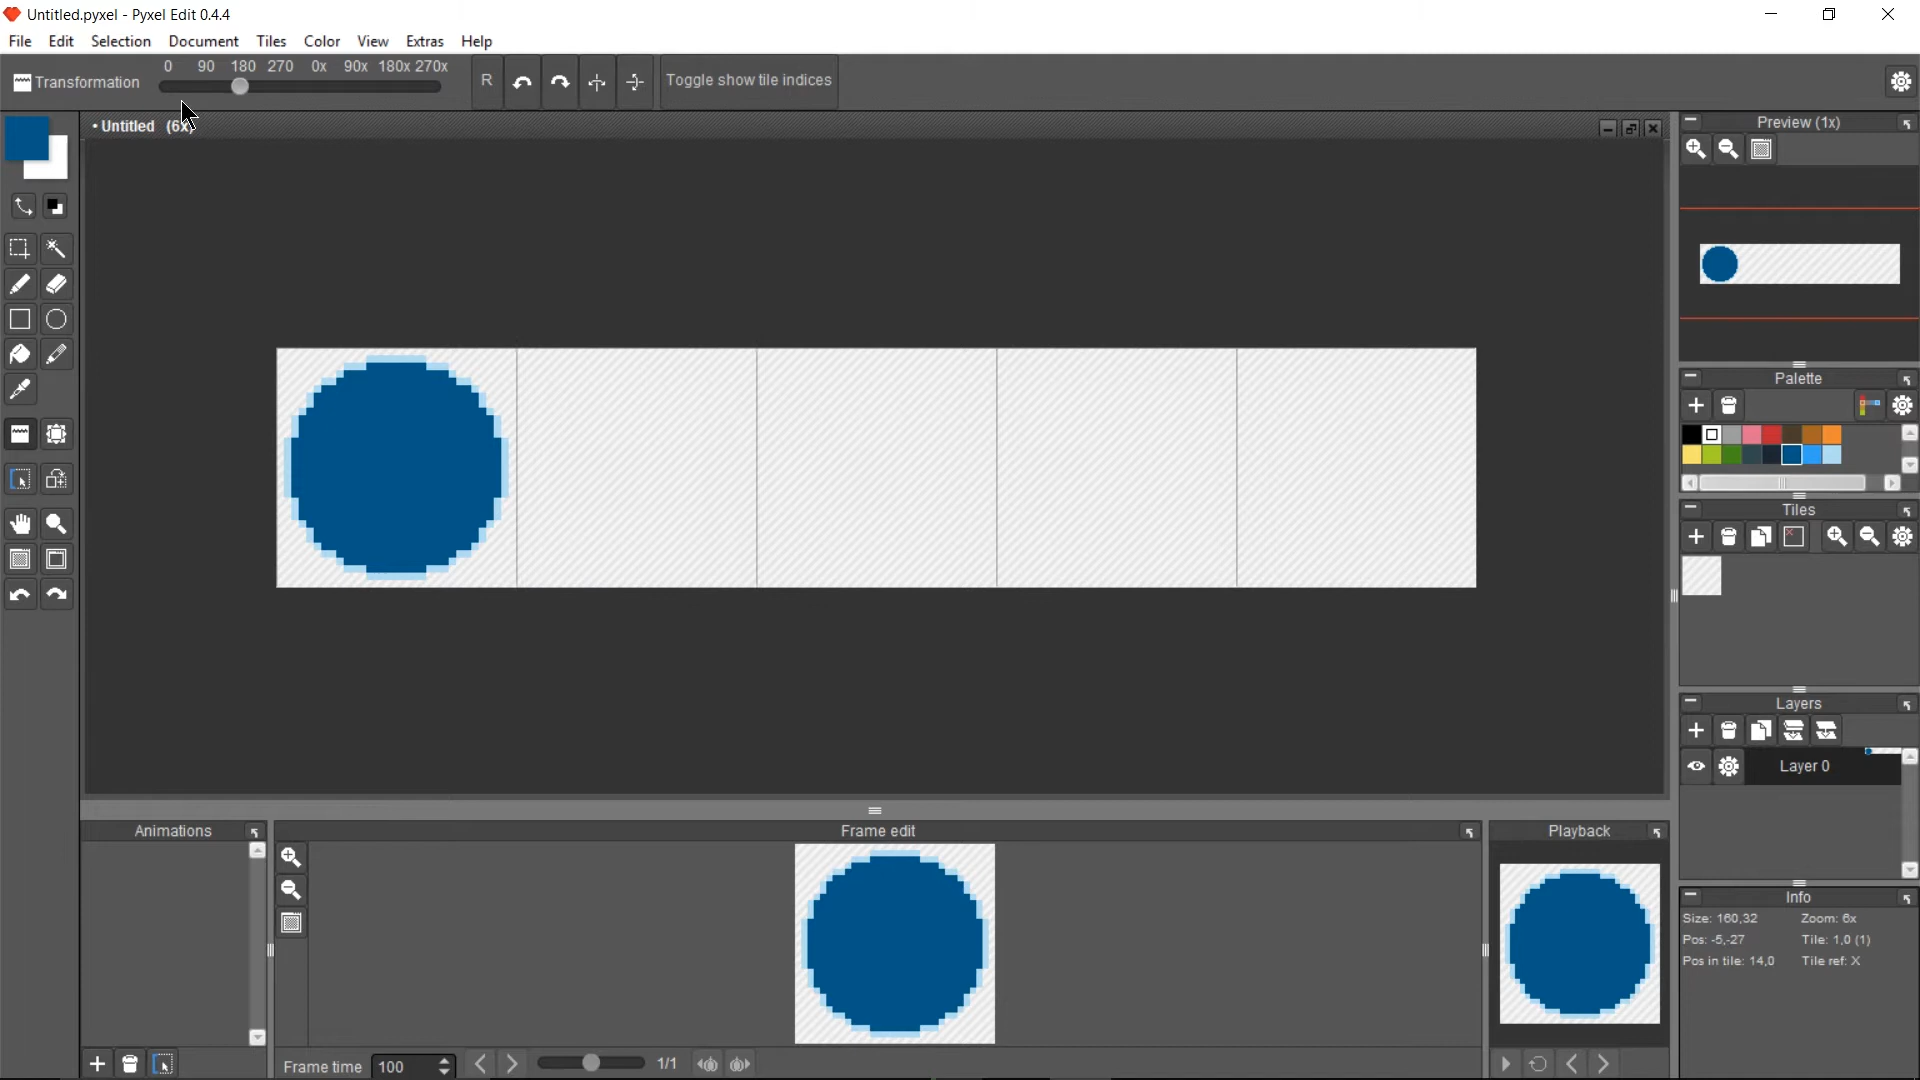 Untitled.pyxel - Pyxel Edit 0.4.4
File Edit Selection Document Tiles Color View Extras Help
Transformation
0 90 180 270 0x 90x 180x 270x
R
Toggle show tile indices
• Untitled (6x)
Preview (1x)
Palette
Tiles
Layers
Layer 0
Animations
Frame edit
Playback
Info
Size: 160,32 Zoom: 6x
Pos: -5,-27 Tile: 1,0 (1)
Pos in tile: 14,0 Tile ref: X
Frame time 100
1/1